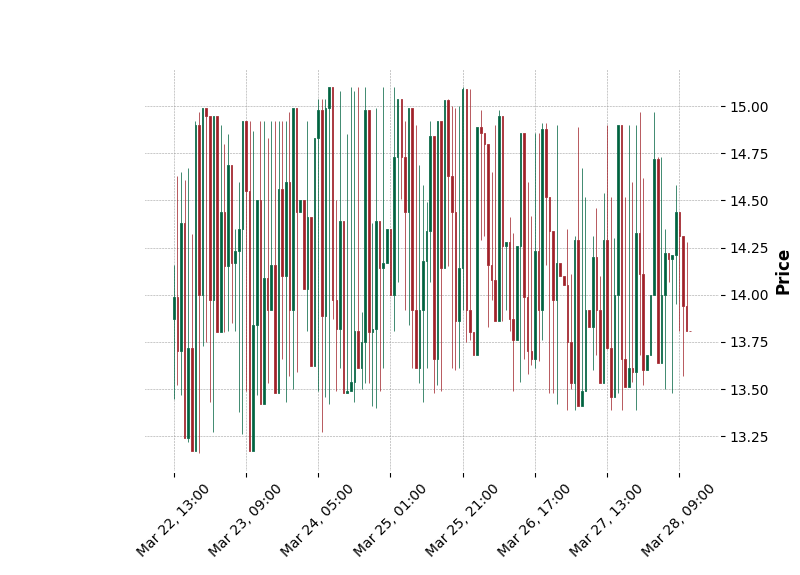 15.00
14.75
14.50
14.25
14.00
13.75
13.50
13.25
Price
Mar 22, 13:00
Mar 23, 09:00
Mar 24, 05:00
Mar 25, 01:00
Mar 25, 21:00
Mar 26, 17:00
Mar 27, 13:00
Mar 28, 09:00